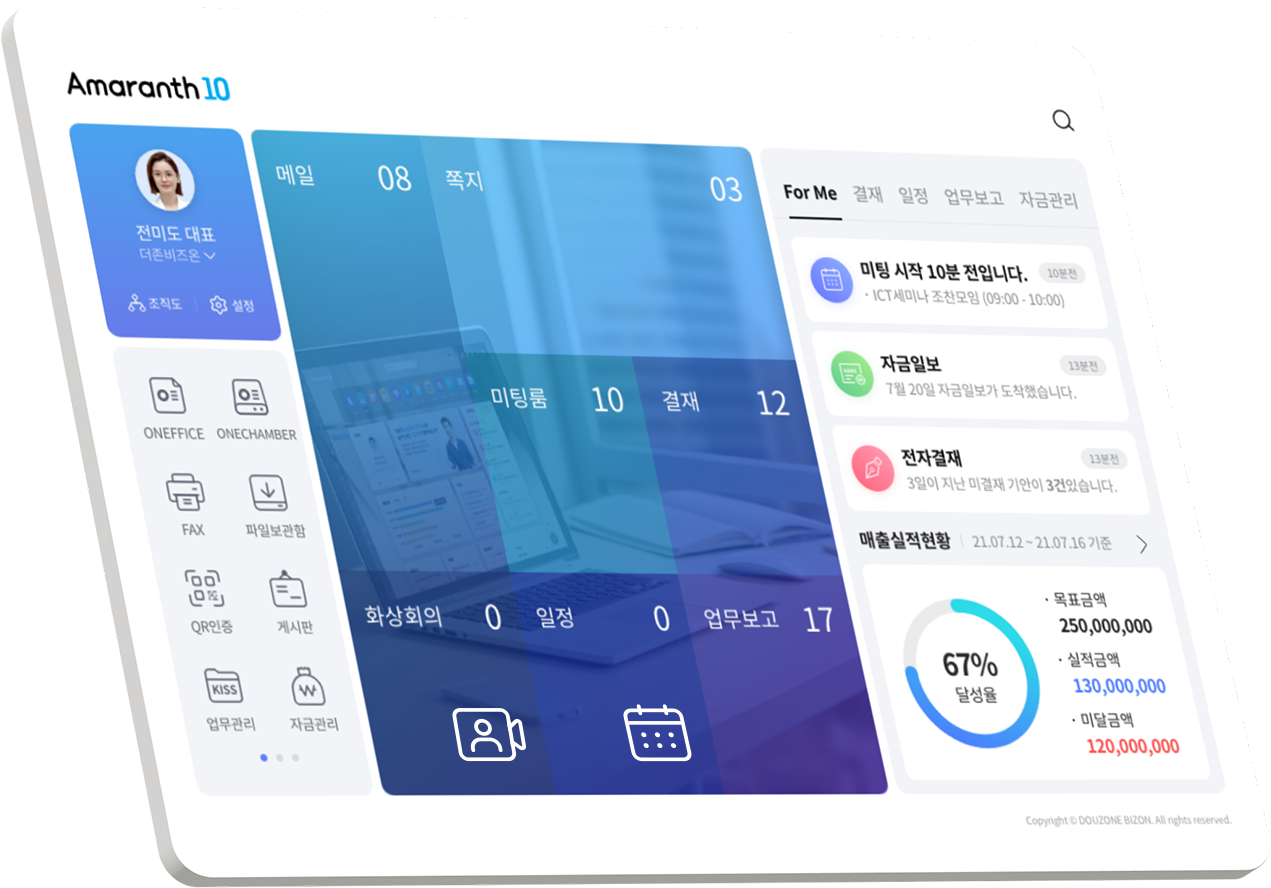 Amaranth 10
전미도 대표
더존비즈온
조직도
설정
ONEFFICE
ONECHAMBER
FAX
파일보관함
QR인증
게시판
KISS
업무관리
자금관리
메일 08
쪽지 03
미팅룸 10
결재 12
화상회의 0
일정 0
업무보고 17
For Me 결재 일정 업무보고 자금관리
미팅 시작 10분 전입니다. 10분전
· ICT세미나 조찬모임 (09:00 - 10:00)
자금일보 13분전
7월 20일 자금일보가 도착했습니다.
전자결재 13분전
3일이 지난 미결재 기안이 3건있습니다.
매출실적현황 21.07.12 ~ 21.07.16 기준
67%
달성율
· 목표금액
250,000,000
· 실적금액
130,000,000
· 미달금액
120,000,000
Copyright © DOUZONE BIZON. All rights reserved.